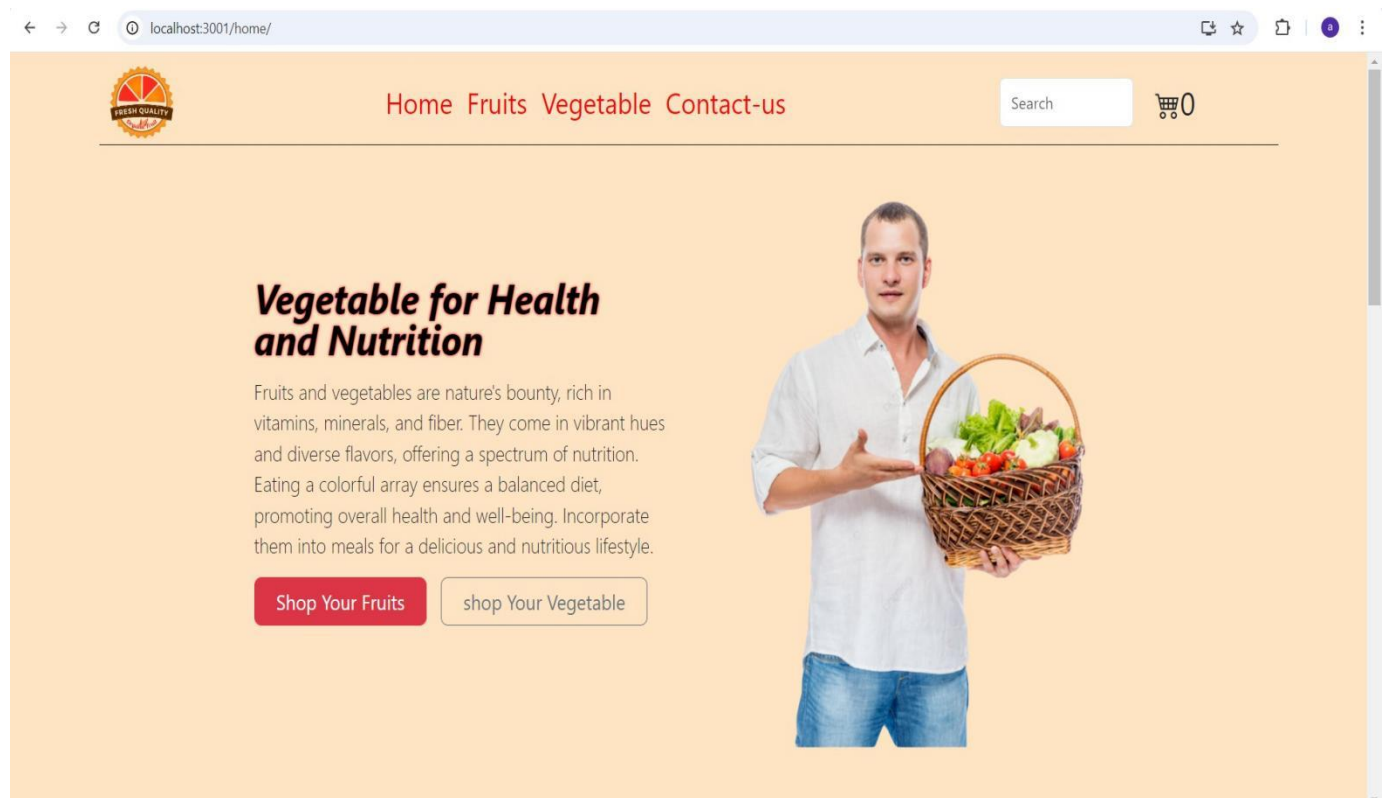 localhost:3001/home/
a
FRESH QUALITY
Home Fruits Vegetable Contact-us
Search
0
Vegetable for Health
and Nutrition
Fruits and vegetables are nature's bounty, rich in
vitamins, minerals, and fiber. They come in vibrant hues
and diverse flavors, offering a spectrum of nutrition.
Eating a colorful array ensures a balanced diet,
promoting overall health and well-being. Incorporate
them into meals for a delicious and nutritious lifestyle.
Shop Your Fruits
shop Your Vegetable